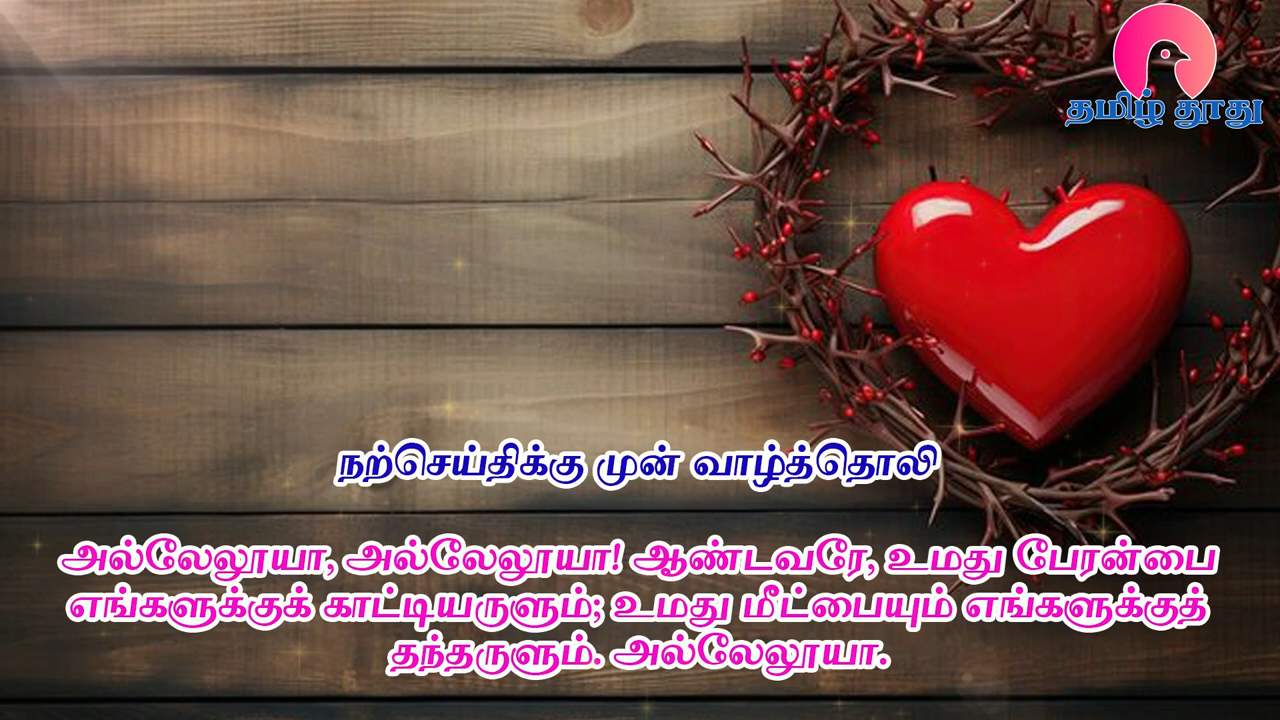 தமிழ் தூது
நற்செய்திக்கு முன் வாழ்த்தொலி
அல்லேலூயா, அல்லேலூயா! ஆண்டவரே, உமது பேரன்பை
எங்களுக்குக் காட்டியருளும்; உமது மீட்பையும் எங்களுக்குத்
தந்தருளும். அல்லேலூயா.